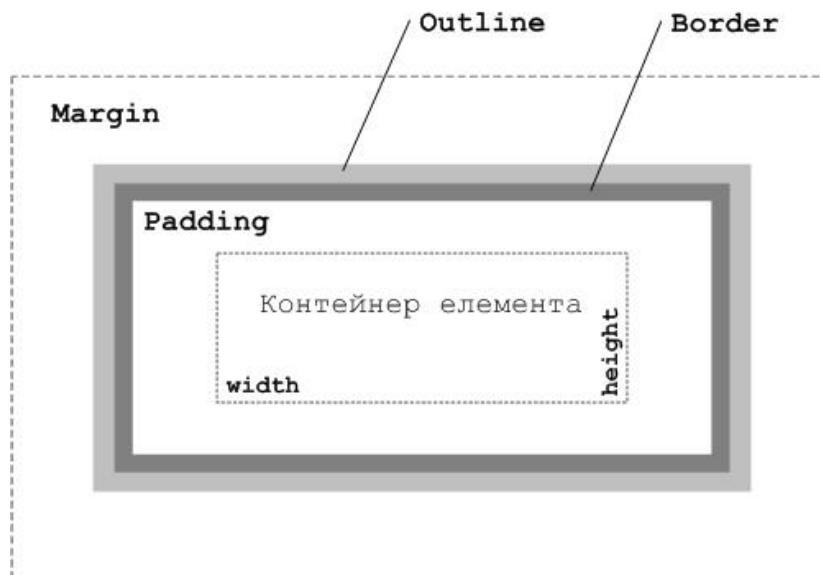 Outline
Border
Margin
Padding
Контейнер елемента
width
height